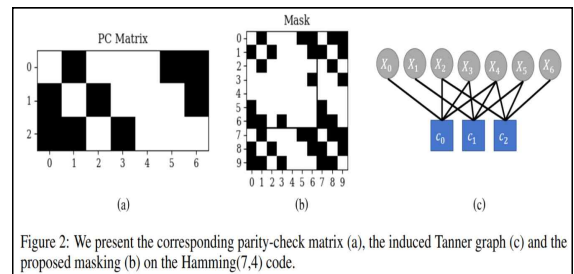 PC Matrix
0
1
2
0 1 2 3 4 5 6
(a)
Mask
0
1
2
3
4
5
6
7
8
9
0 1 2 3 4 5 6 7 8 9
(b)
X0 X1 X2 X3 X4 X5 X6
c0 c1 c2
(c)
Figure 2: We present the corresponding parity-check matrix (a), the induced Tanner graph (c) and the
proposed masking (b) on the Hamming(7,4) code.